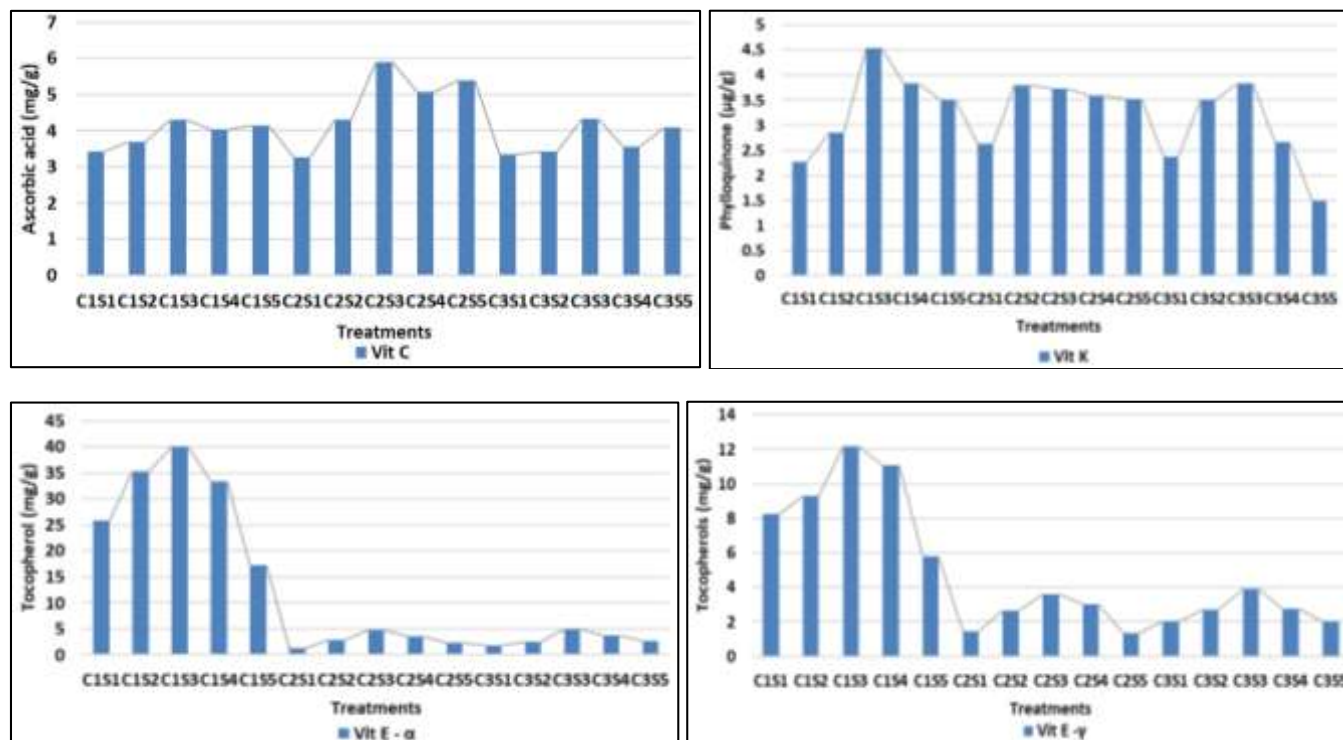 7
6
5
4
3
2
1
0
Ascorbic acid (mg/g)
C1S1 C1S2 C1S3 C1S4 C1S5 C2S1 C2S2 C2S3 C2S4 C2S5 C3S1 C3S2 C3S3 C3S4 C3S5
Treatments
Vit C
5
4.5
4
3.5
3
2.5
2
1.5
1
0.5
0
Phylloquinone (µg/g)
C1S1 C1S2 C1S3 C1S4 C1S5 C2S1 C2S2 C2S3 C2S4 C2S5 C3S1 C3S2 C3S3 C3S4 C3S5
Treatments
Vit K
45
40
35
30
25
20
15
10
5
0
Tocopherol (mg/g)
C1S1 C1S2 C1S3 C1S4 C1S5 C2S1 C2S2 C2S3 C2S4 C2S5 C3S1 C3S2 C3S3 C3S4 C3S5
Treatments
Vit E - α
14
12
10
8
6
4
2
0
Tocopherols (mg/g)
C1S1 C1S2 C1S3 C1S4 C1S5 C2S1 C2S2 C2S3 C2S4 C2S5 C3S1 C3S2 C3S3 C3S4 C3S5
Treatments
Vit E -γ